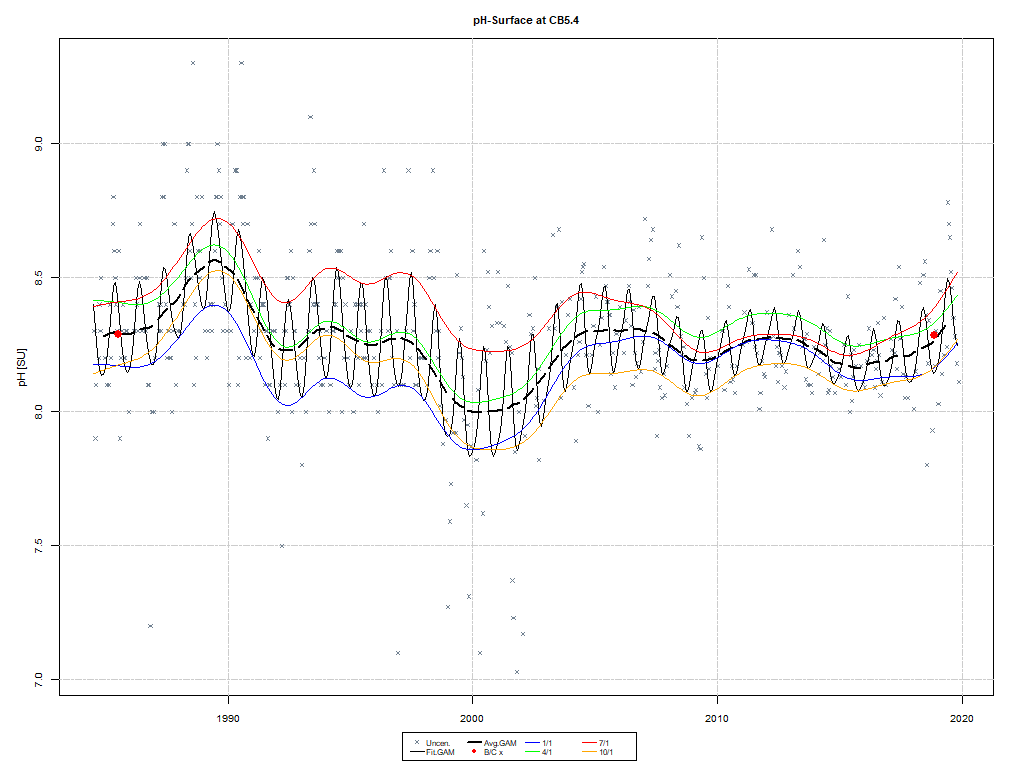 pH-Surface at CB5.4
pH [SU]
9.0
8.5
8.0
7.5
7.0
1990 2000 2010 2020
Uncen. Avg.GAM 1/1 7/1
Fit.GAM B/C x 4/1 10/1